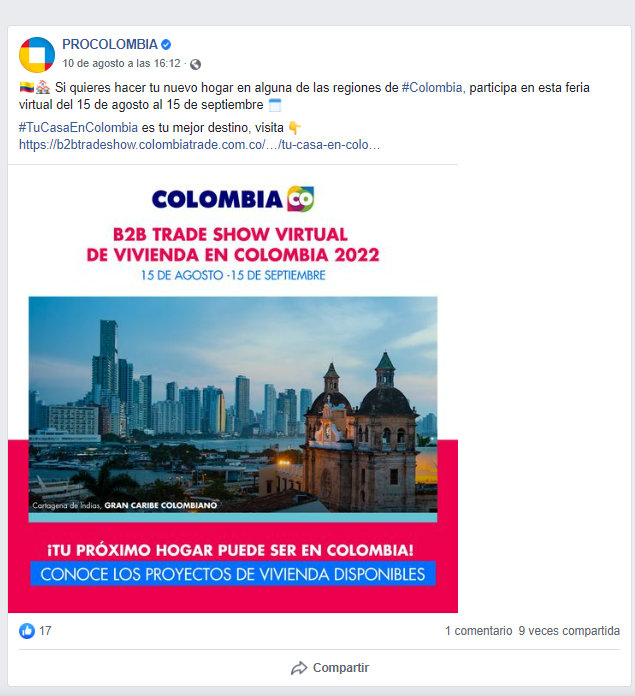 PROCOLOMBIA
10 de agosto a las 16:12 ·
Si quieres hacer tu nuevo hogar en alguna de las regiones de #Colombia, participa en esta feria
virtual del 15 de agosto al 15 de septiembre
#TuCasaEnColombia es tu mejor destino, visita
https://b2btradeshow.colombiatrade.com.co/…/tu-casa-en-colo…
COLOMBIA CO
B2B TRADE SHOW VIRTUAL
DE VIVIENDA EN COLOMBIA 2022
15 DE AGOSTO -15 DE SEPTIEMBRE
Cartagena de Indias, GRAN CARIBE COLOMBIANO
¡TU PRÓXIMO HOGAR PUEDE SER EN COLOMBIA!
CONOCE LOS PROYECTOS DE VIVIENDA DISPONIBLES
17
1 comentario 9 veces compartida
Compartir